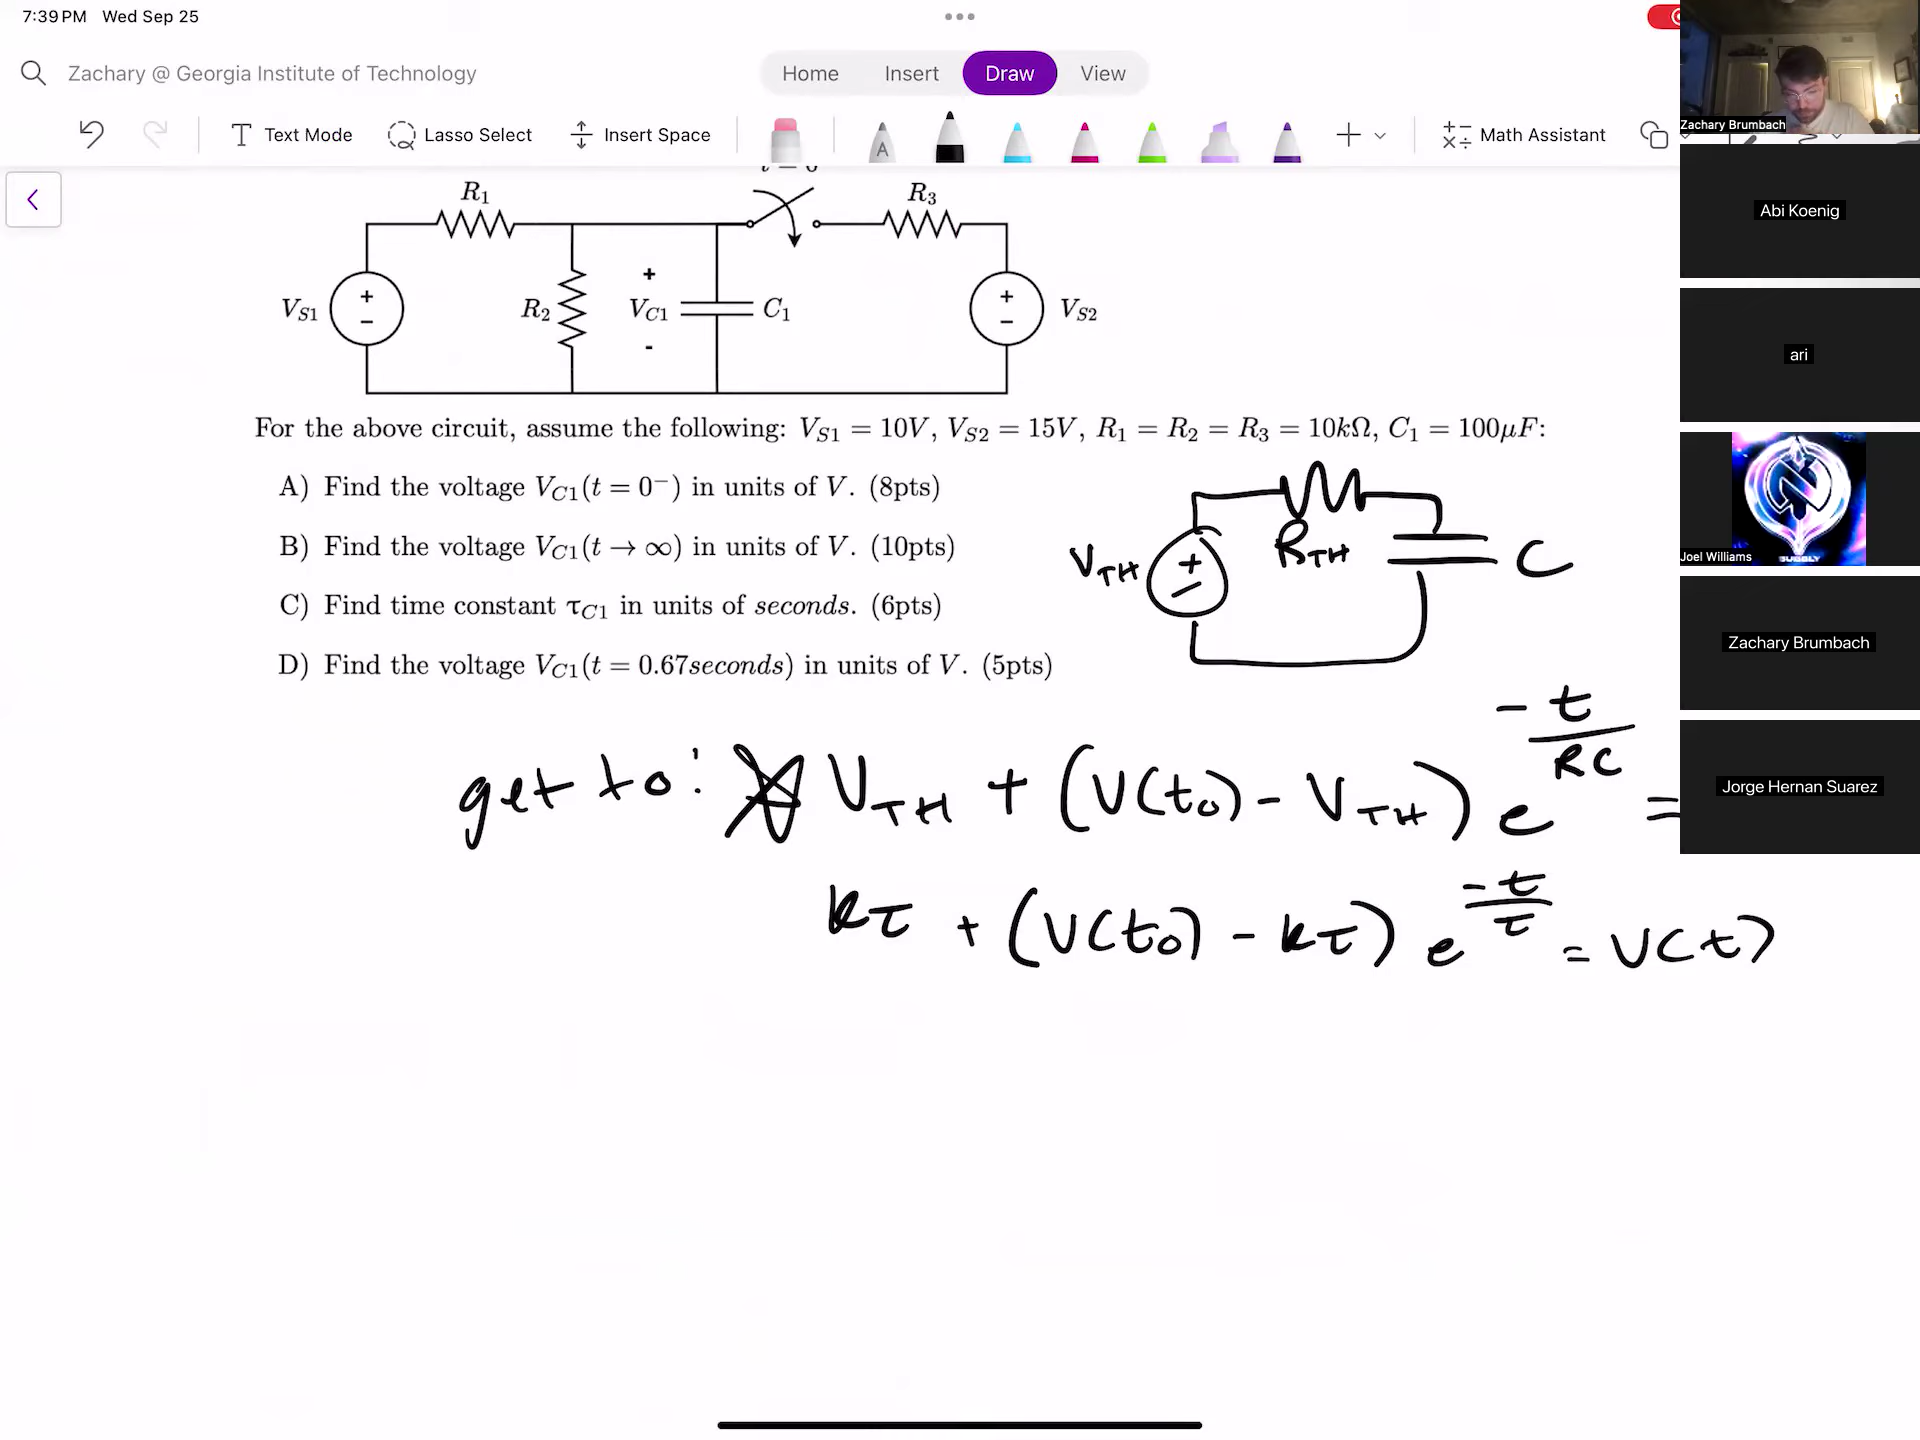 7:39 PM Wed Sep 25
Zachary @ Georgia Institute of Technology
Home Insert Draw View
Text Mode Lasso Select Insert Space A Math Assistant
R1 R3
VS1 + − R2 + VC1 - C1 + − VS2
For the above circuit, assume the following: VS1 = 10V, VS2 = 15V, R1 = R2 = R3 = 10kΩ, C1 = 100μF:
A) Find the voltage VC1(t = 0⁻) in units of V. (8pts)
B) Find the voltage VC1(t → ∞) in units of V. (10pts)
C) Find time constant τC1 in units of seconds. (6pts)
D) Find the voltage VC1(t = 0.67seconds) in units of V. (5pts)
VTH + − RTH C
get to: VTH + (V(t0) - VTH) e^(-t/RC) =
kτ + (V(t0) - kτ) e^(-t/τ) = V(t)
Zachary Brumbach
Abi Koenig
ari
Joel Williams
Zachary Brumbach
Jorge Hernan Suarez